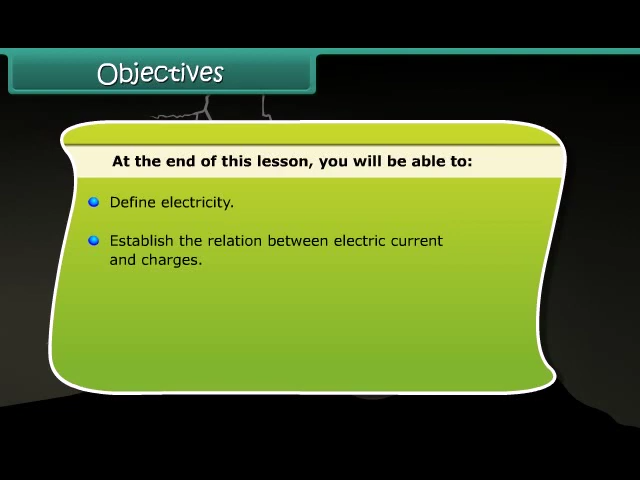 Objectives
At the end of this lesson, you will be able to:
Define electricity.
Establish the relation between electric current
and charges.